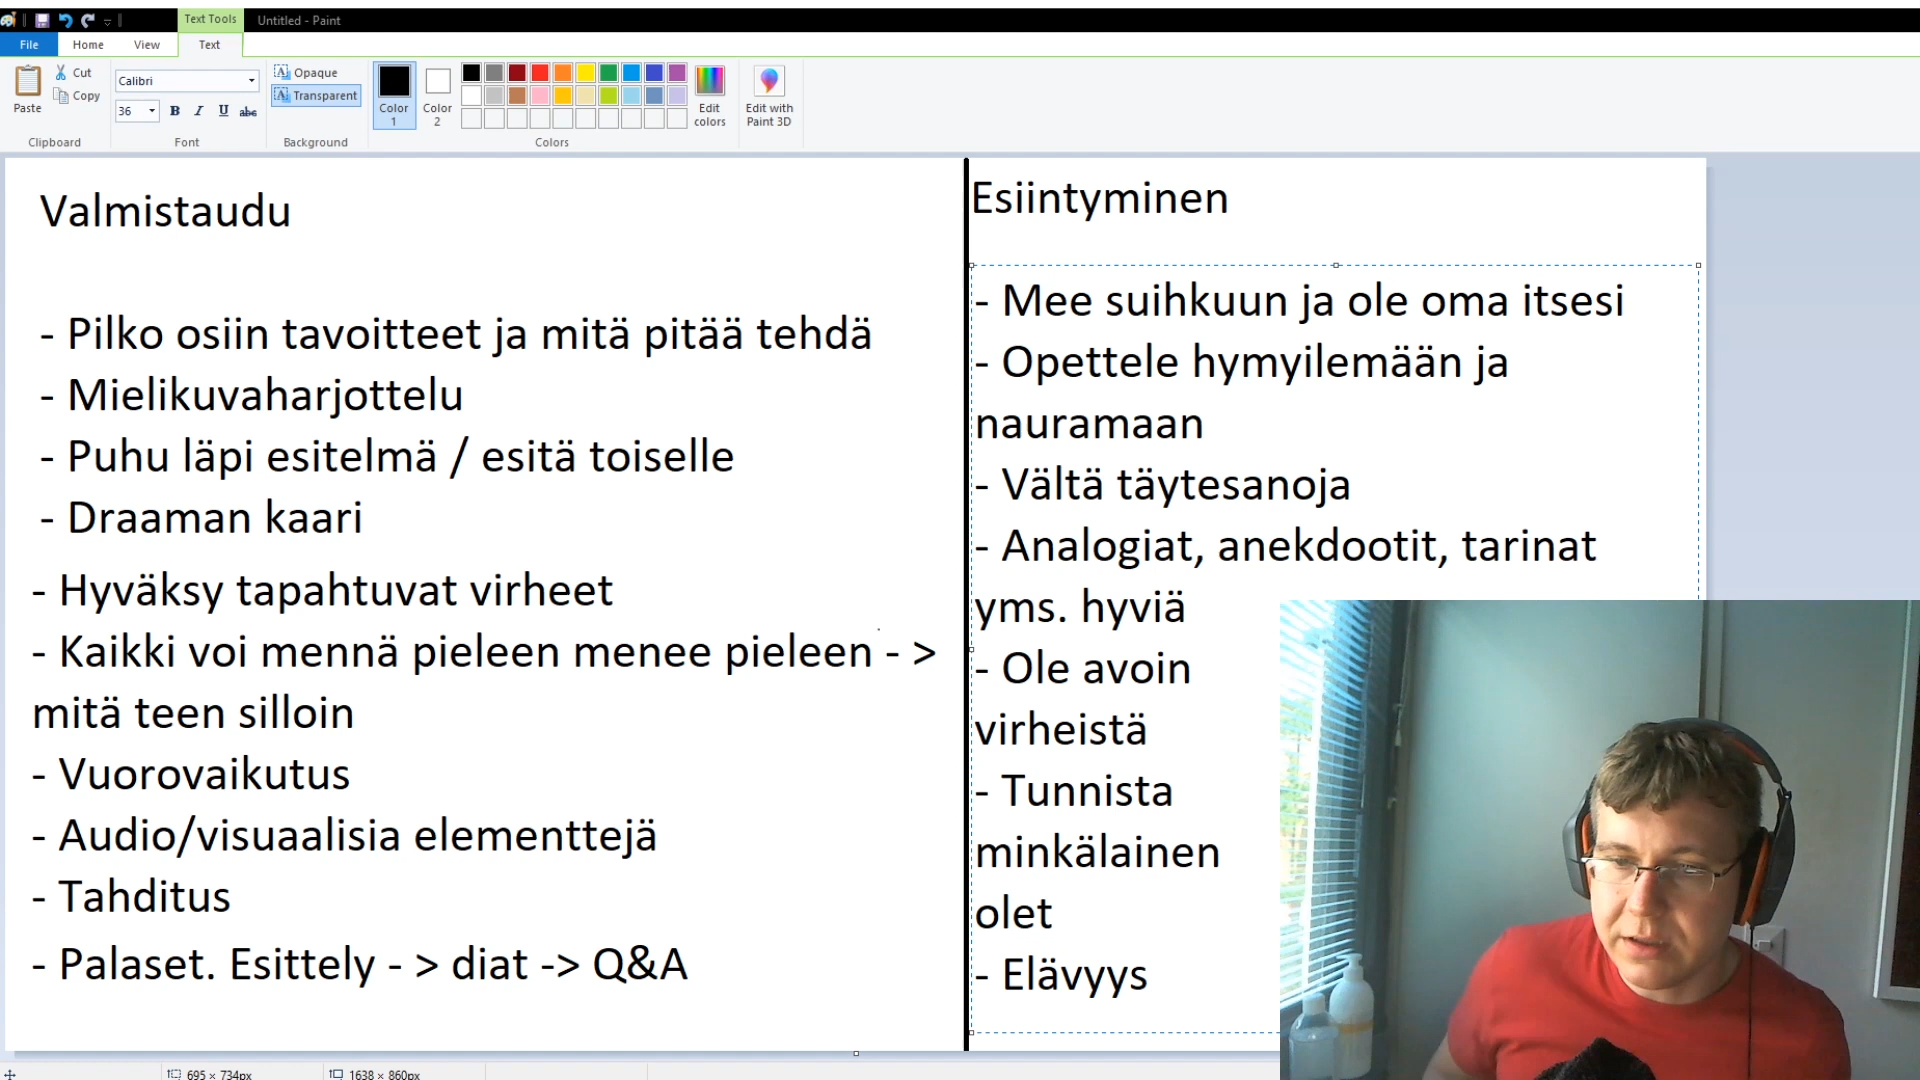 Text Tools
Untitled - Paint
File
Home
View
Text
Paste
Cut
Copy
Clipboard
Calibri
36
B
I
U
abc
Font
Opaque
Transparent
Background
Color
1
Color
2
Colors
Edit
colors
Edit with
Paint 3D
Valmistaudu
- Pilko osiin tavoitteet ja mitä pitää tehdä
- Mielikuvaharjottelu
- Puhu läpi esitelmä / esitä toiselle
- Draaman kaari
- Hyväksy tapahtuvat virheet
- Kaikki voi mennä pieleen menee pieleen - >
mitä teen silloin
- Vuorovaikutus
- Audio/visuaalisia elementtejä
- Tahditus
- Palaset. Esittely - > diat -> Q&A
Esiintyminen
- Mee suihkuun ja ole oma itsesi
- Opettele hymyilemään ja
nauramaan
- Vältä täytesanoja
- Analogiat, anekdootit, tarinat
yms. hyviä
- Ole avoin
virheistä
- Tunnista
minkälainen
olet
- Elävyys
695 × 734px
1638 × 860px